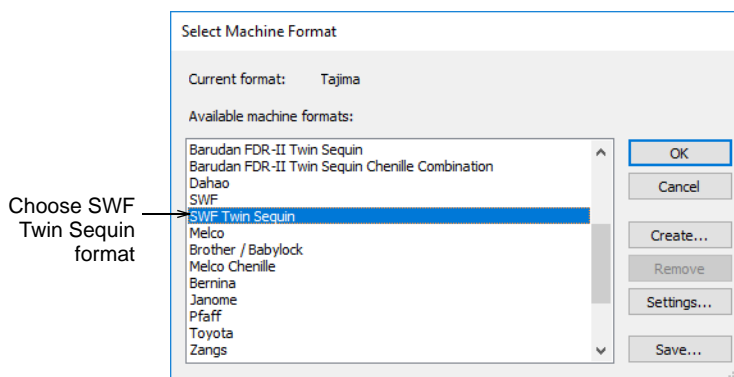 Select Machine Format
Current format: Tajima
Available machine formats:
Barudan FDR-II Twin Sequin
Barudan FDR-II Twin Sequin Chenille Combination
Dahao
SWF
SWF Twin Sequin
Melco
Brother / Babylock
Melco Chenille
Bernina
Janome
Pfaff
Toyota
Zangs
OK
Cancel
Create...
Remove
Settings...
Save...
Choose SWF
Twin Sequin
format